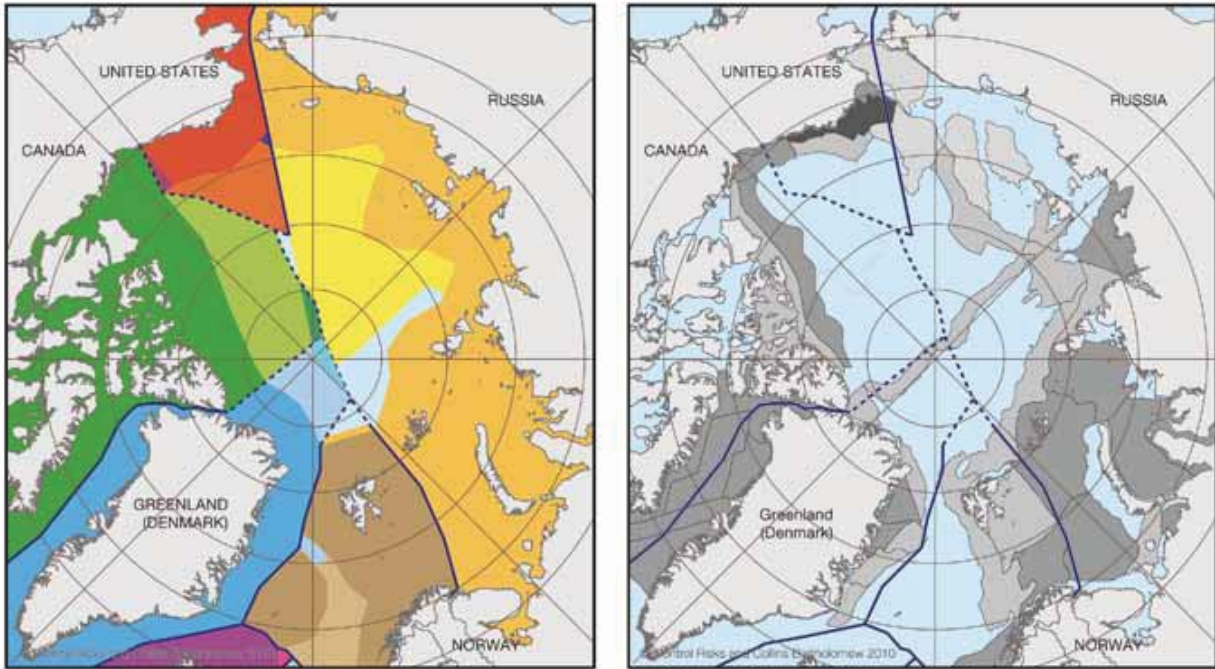 UNITED STATES
RUSSIA
CANADA
GREENLAND
(DENMARK)
NORWAY
UNITED STATES
RUSSIA
CANADA
Greenland
(Denmark)
NORWAY
Control Risks and Collins Bartholomew 2010